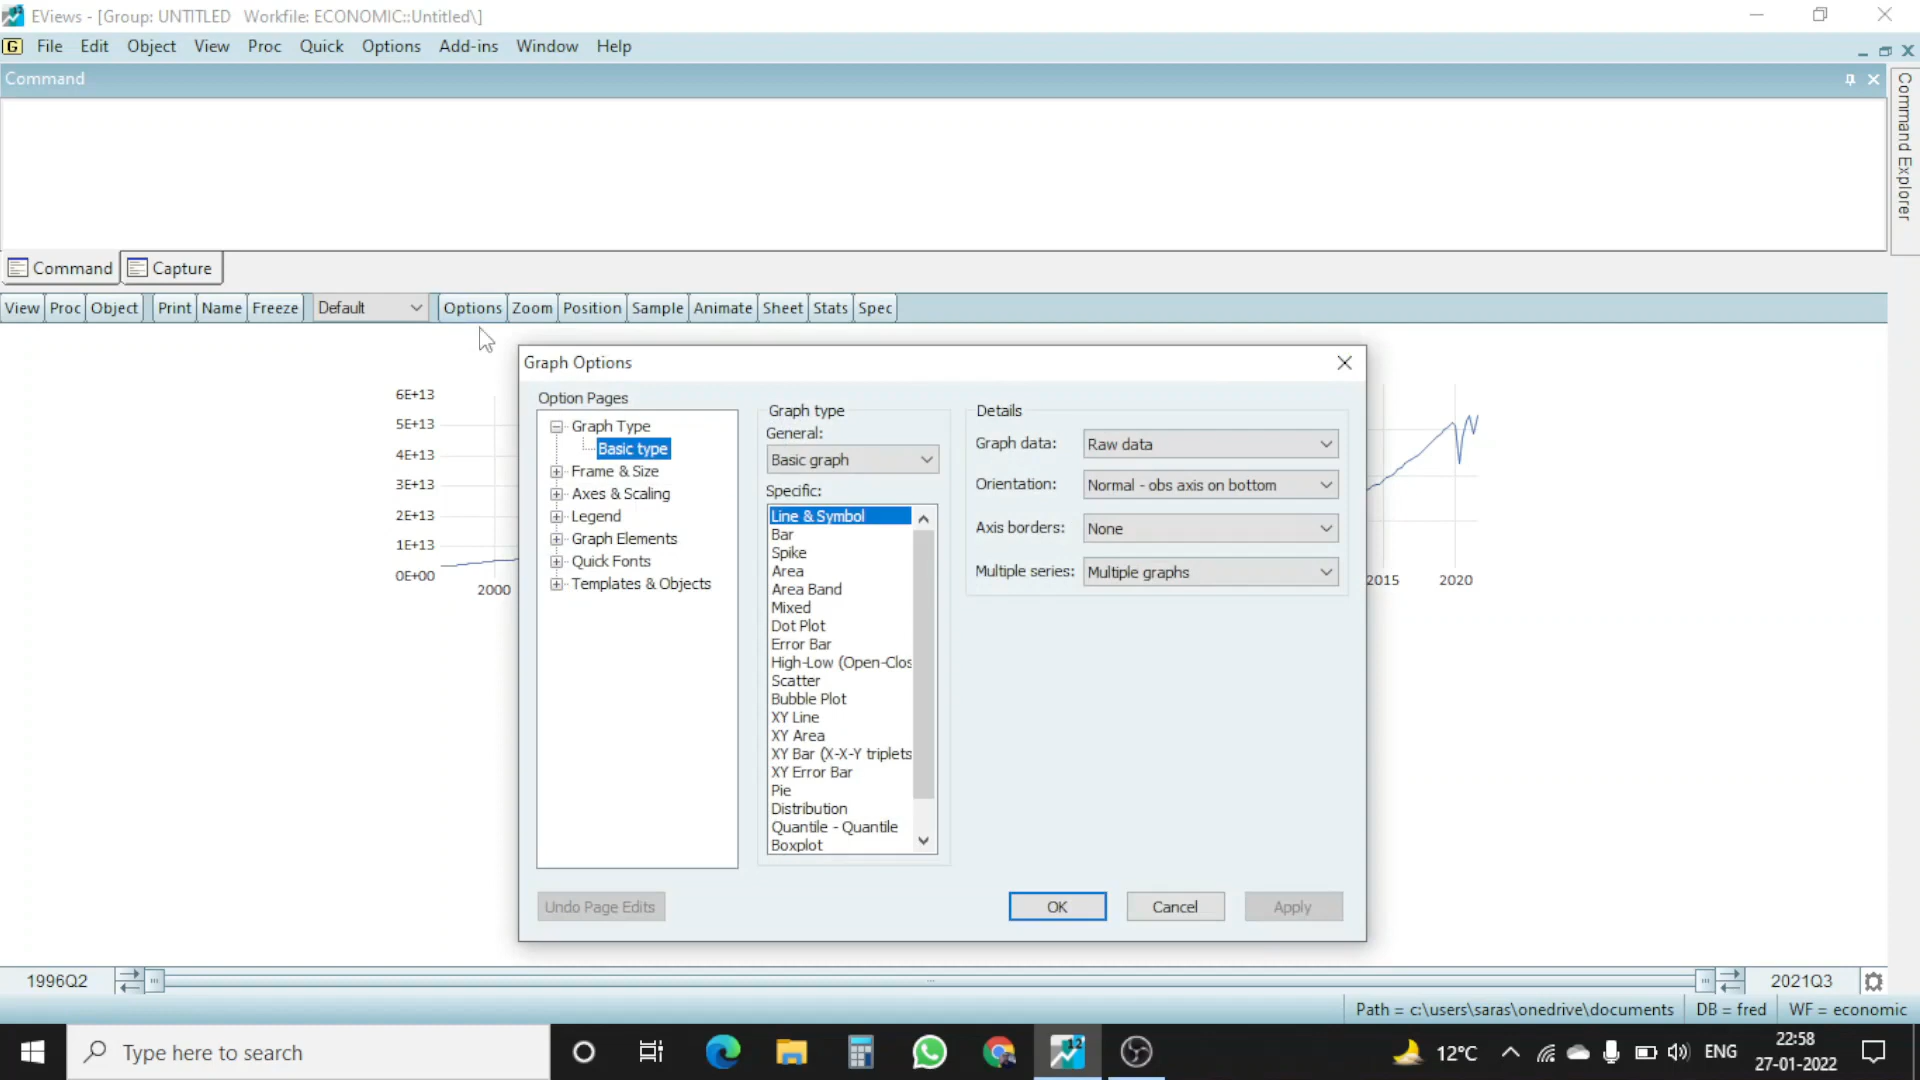 EViews - [Group: UNTITLED   Workfile: ECONOMIC::Untitled\]
G File Edit Object View Proc Quick Options Add-ins Window Help
Command
Command Explorer
Command Capture
View Proc Object Print Name Freeze Default Options Zoom Position Sample Animate Sheet Stats Spec
6E+13
5E+13
4E+13
3E+13
2E+13
1E+13
0E+00
2000
2015 2020
Graph Options
Option Pages
Graph Type
Basic type
Frame & Size
Axes & Scaling
Legend
Graph Elements
Quick Fonts
Templates & Objects
Graph type
General:
Basic graph
Specific:
Line & Symbol
Bar
Spike
Area
Area Band
Mixed
Dot Plot
Error Bar
High-Low (Open-Clos
Scatter
Bubble Plot
XY Line
XY Area
XY Bar (X-X-Y triplets
XY Error Bar
Pie
Distribution
Quantile - Quantile
Boxplot
Details
Graph data: Raw data
Orientation: Normal - obs axis on bottom
Axis borders: None
Multiple series: Multiple graphs
Undo Page Edits OK Cancel Apply
1996Q2 2021Q3
Path = c:\users\saras\onedrive\documents DB = fred WF = economic
Type here to search
12
12°C
ENG
22:58
27-01-2022